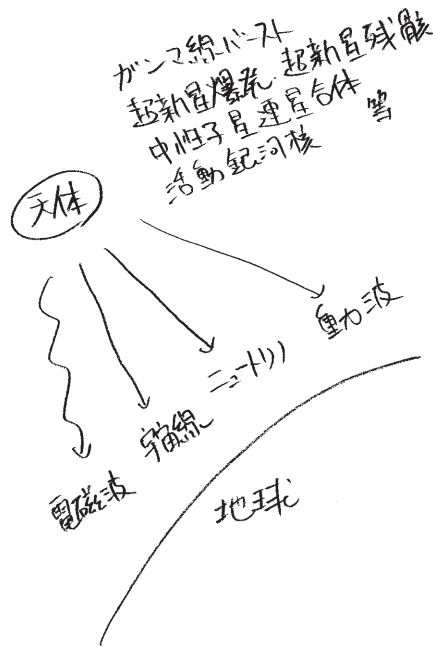 ガンマ線バースト
超新星爆発・超新星残骸
中性子星連星合体 等
活動銀河核
天体
重力波
ニュートリノ
宇宙線
電磁波
地球